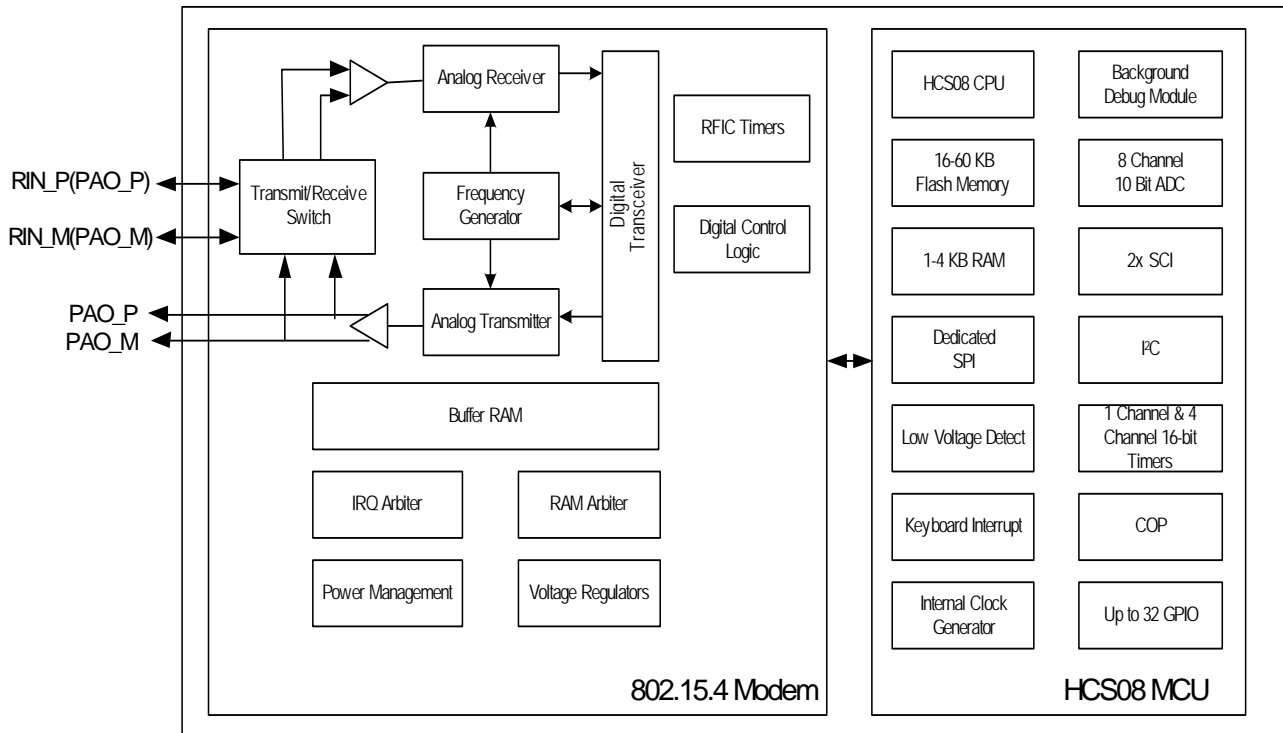 RIN_P(PAO_P)
RIN_M(PAO_M)
PAO_P
PAO_M
Transmit/Receive
Switch
Analog Receiver
Frequency
Generator
Analog Transmitter
Digital
Transceiver
RFIC Timers
Digital Control
Logic
Buffer RAM
IRQ Arbiter
RAM Arbiter
Power Management
Voltage Regulators
802.15.4 Modem
HCS08 CPU
Background
Debug Module
16-60 KB
Flash Memory
8 Channel
10 Bit ADC
1-4 KB RAM
2x SCI
Dedicated
SPI
I²C
Low Voltage Detect
1 Channel & 4
Channel 16-bit
Timers
Keyboard Interrupt
COP
Internal Clock
Generator
Up to 32 GPIO
HCS08 MCU